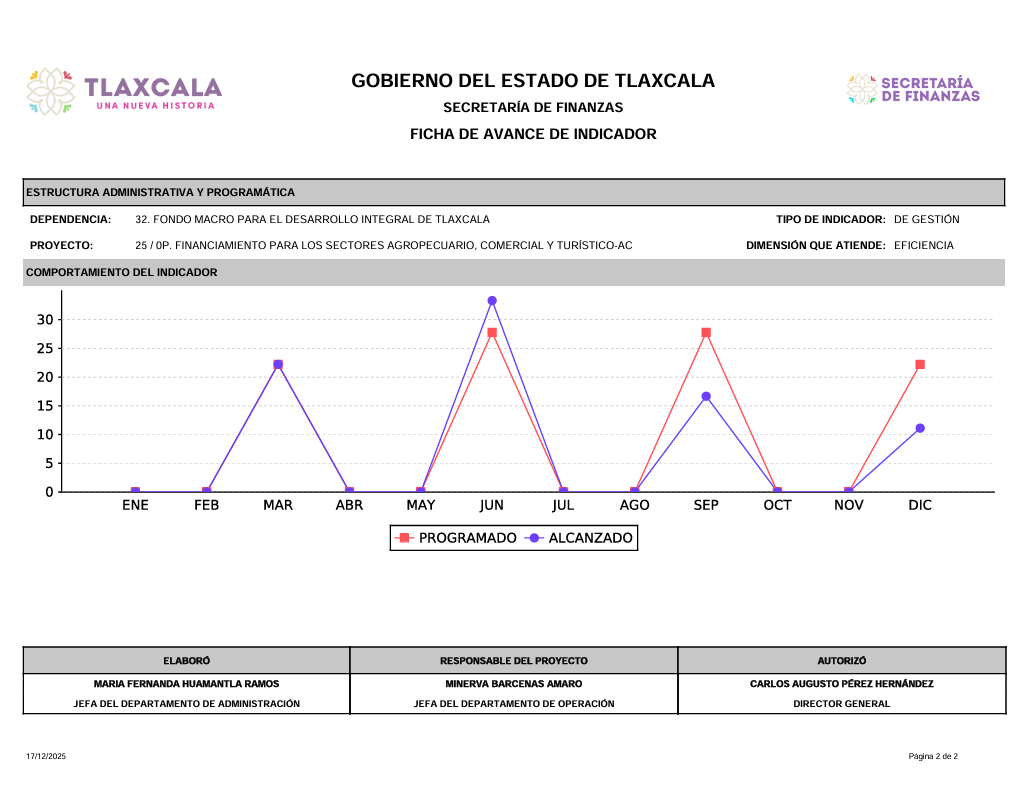 TLAXCALA
UNA NUEVA HISTORIA
GOBIERNO DEL ESTADO DE TLAXCALA
SECRETARÍA DE FINANZAS
FICHA DE AVANCE DE INDICADOR
SECRETARÍA
DE FINANZAS
ESTRUCTURA ADMINISTRATIVA Y PROGRAMÁTICA
DEPENDENCIA: 32. FONDO MACRO PARA EL DESARROLLO INTEGRAL DE TLAXCALA TIPO DE INDICADOR: DE GESTIÓN
PROYECTO: 25 / 0P. FINANCIAMIENTO PARA LOS SECTORES AGROPECUARIO, COMERCIAL Y TURÍSTICO-AC DIMENSIÓN QUE ATIENDE: EFICIENCIA
COMPORTAMIENTO DEL INDICADOR
30
25
20
15
10
5
0
ENE FEB MAR ABR MAY JUN JUL AGO SEP OCT NOV DIC
PROGRAMADO ALCANZADO
ELABORÓ RESPONSABLE DEL PROYECTO AUTORIZÓ
MARIA FERNANDA HUAMANTLA RAMOS MINERVA BARCENAS AMARO CARLOS AUGUSTO PÉREZ HERNÁNDEZ
JEFA DEL DEPARTAMENTO DE ADMINISTRACIÓN JEFA DEL DEPARTAMENTO DE OPERACIÓN DIRECTOR GENERAL
17/12/2025 Página 2 de 2